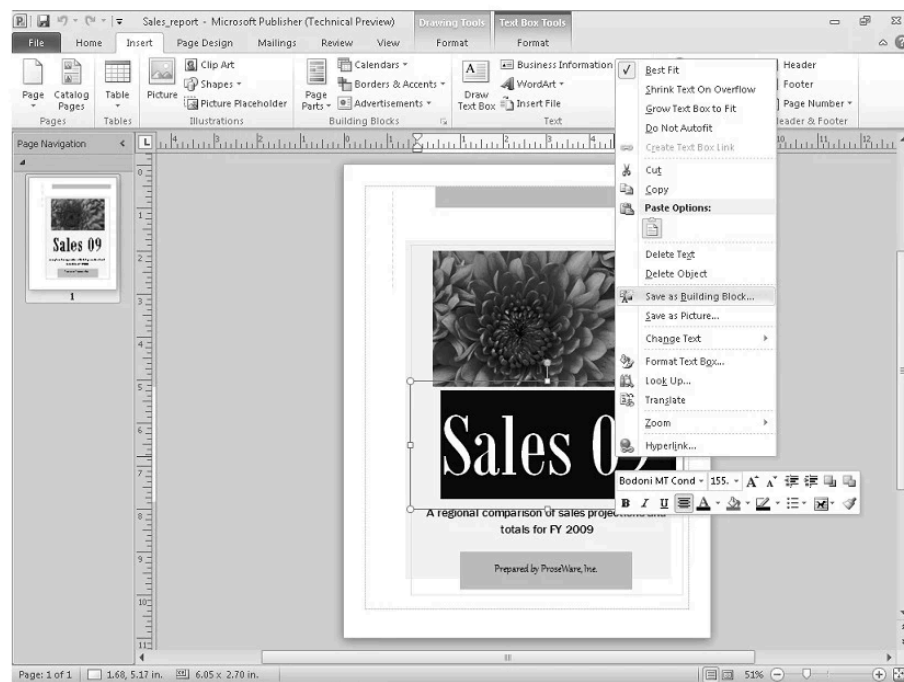 Sales_report - Microsoft Publisher (Technical Preview)
Drawing Tools
Text Box Tools
File
Home
Insert
Page Design
Mailings
Review
View
Format
Format
Page
Catalog Pages
Pages
Table
Tables
Picture
Clip Art
Shapes
Picture Placeholder
Illustrations
Page Parts
Calendars
Borders & Accents
Advertisements
Building Blocks
Draw Text Box
Business Information
WordArt
Insert File
Text
Header
Footer
Page Number
eader & Footer
Page Navigation
Sales 09
1
Best Fit
Shrink Text On Overflow
Grow Text Box to Fit
Do Not Autofit
Create Text Box Link
Cut
Copy
Paste Options:
Delete Text
Delete Object
Save as Building Block...
Save as Picture...
Change Text
Format Text Box...
Look Up...
Translate
Zoom
Hyperlink...
Bodoni MT Cond
155.
B I U A
Sales 09
A regional comparison of sales projections and
totals for FY 2009
Prepared by ProseWare, Inc.
Page: 1 of 1
1.68, 5.17 in.
6.05 x 2.70 in.
51%